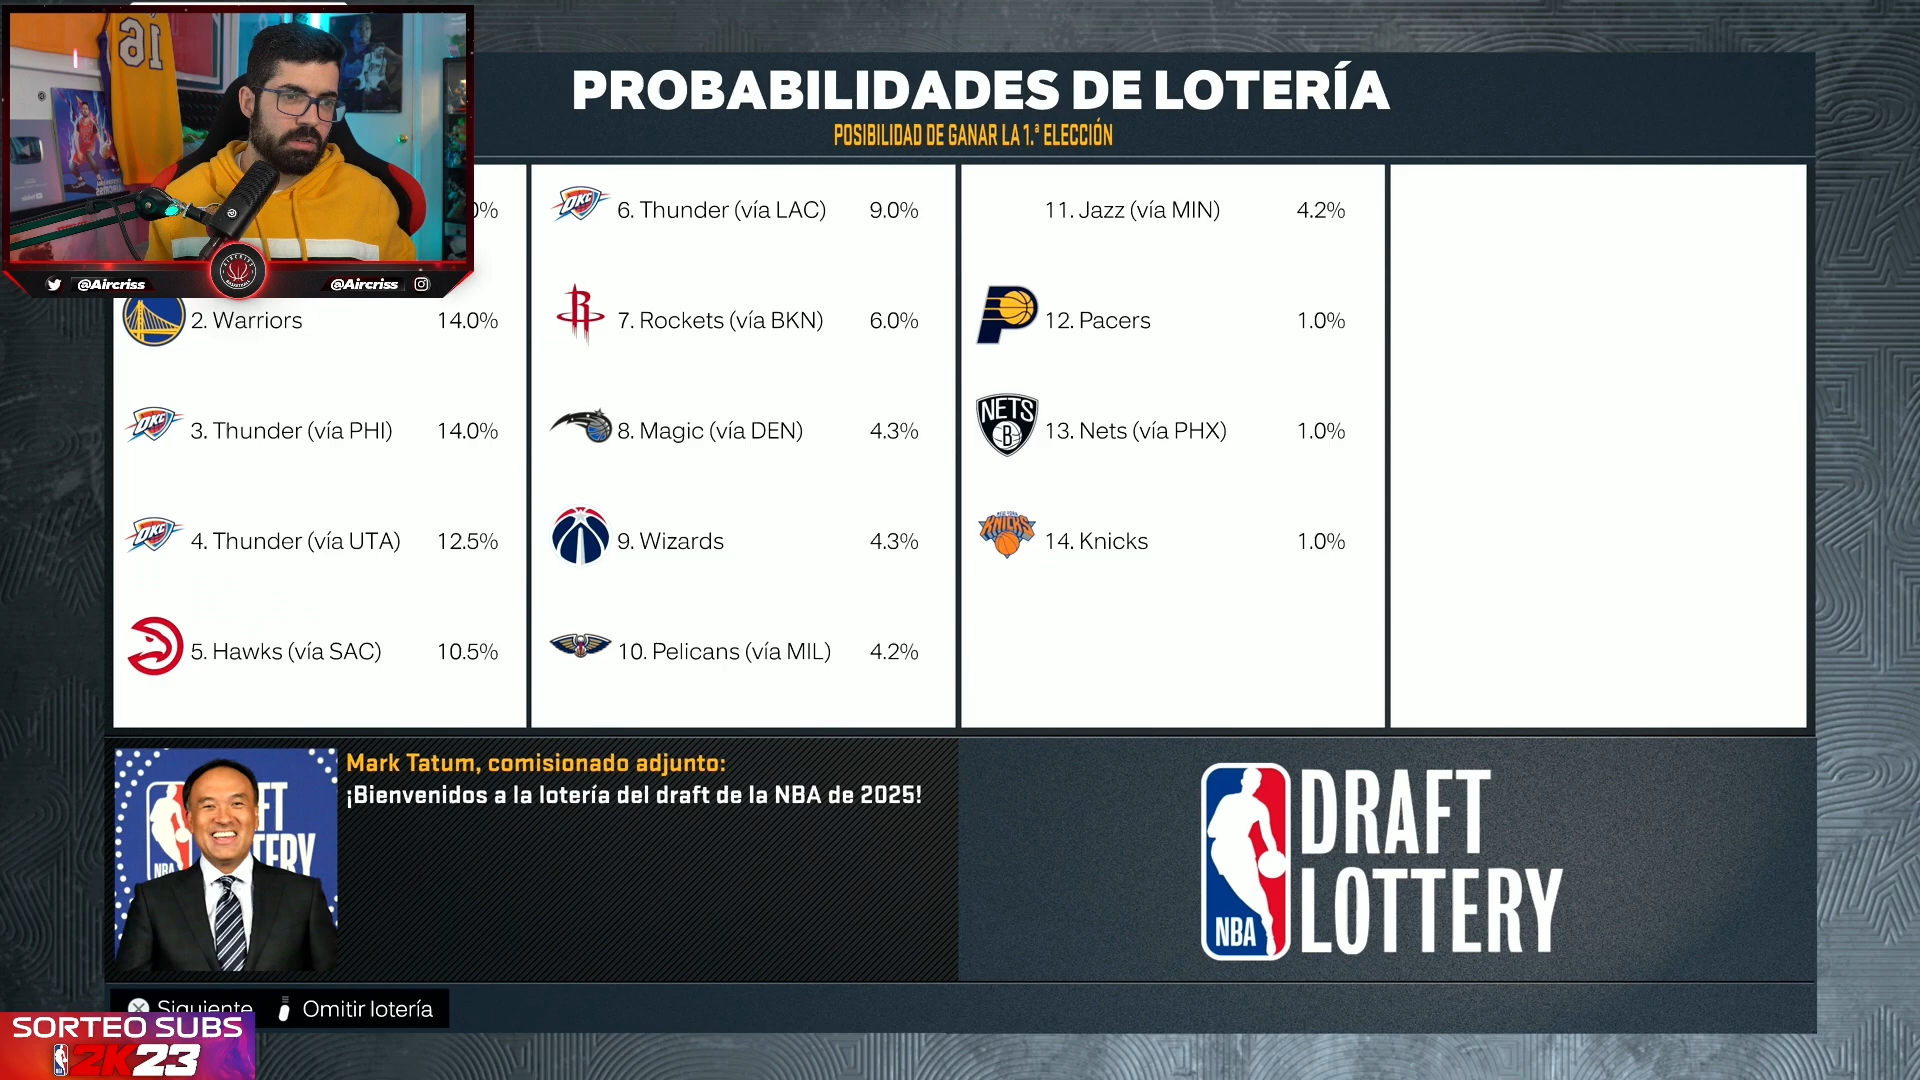 16
@Aircriss
@Aircriss
PROBABILIDADES DE LOTERÍA
POSIBILIDAD DE GANAR LA 1.ª ELECCIÓN
0%
2. Warriors 14.0%
3. Thunder (vía PHI) 14.0%
4. Thunder (vía UTA) 12.5%
5. Hawks (vía SAC) 10.5%
6. Thunder (vía LAC) 9.0%
7. Rockets (vía BKN) 6.0%
8. Magic (vía DEN) 4.3%
9. Wizards 4.3%
10. Pelicans (vía MIL) 4.2%
11. Jazz (vía MIN) 4.2%
12. Pacers 1.0%
NETS
B
13. Nets (vía PHX) 1.0%
KNICKS
14. Knicks 1.0%
Mark Tatum, comisionado adjunto:
¡Bienvenidos a la lotería del draft de la NBA de 2025!
NBA
DRAFT
LOTTERY
Siguiente
Omitir lotería
SORTEO SUBS
2K23